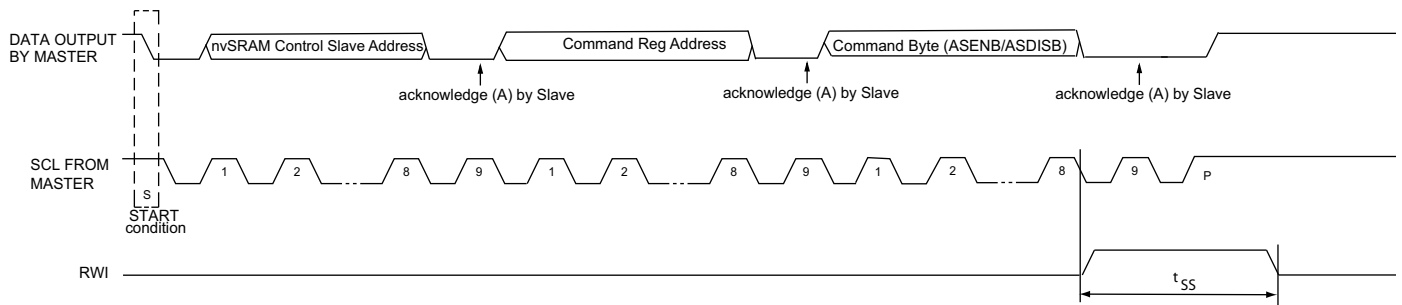 DATA OUTPUT
BY MASTER
nvSRAM Control Slave Address
Command Reg Address
Command Byte (ASENB/ASDISB)
acknowledge (A) by Slave
acknowledge (A) by Slave
acknowledge (A) by Slave
SCL FROM
MASTER
S
1 2 8 9 1 2 8 9 1 2 8 9 P
START
condition
RWI
tSS